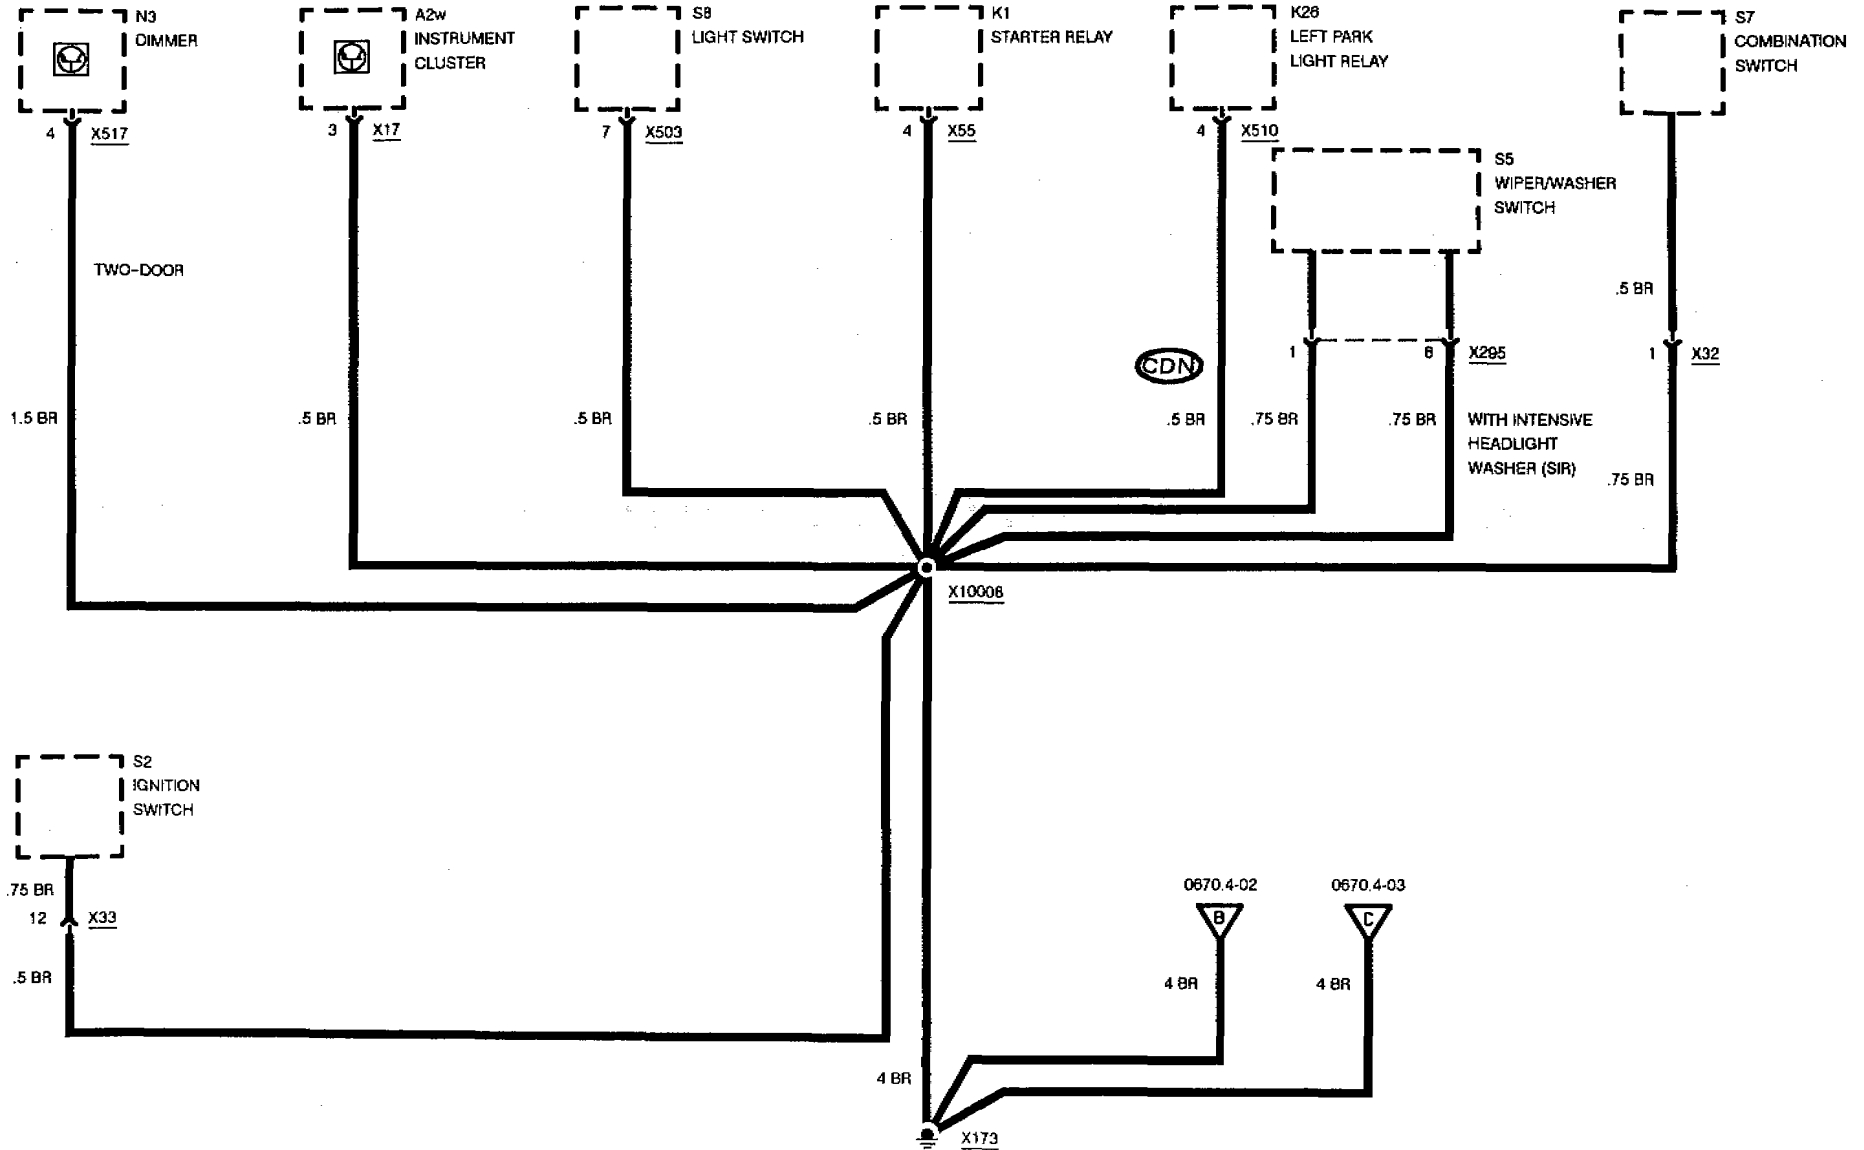 N3
DIMMER
A2w
INSTRUMENT
CLUSTER
S8
LIGHT SWITCH
K1
STARTER RELAY
K26
LEFT PARK
LIGHT RELAY
S7
COMBINATION
SWITCH
4 X517
3 X17
7 X503
4 X55
4 X510
S5
WIPER/WASHER
SWITCH
TWO-DOOR
.5 BR
1
6 X295
1 X32
CDN
1.5 BR
.5 BR
.5 BR
.5 BR
.5 BR
.75 BR
.75 BR
WITH INTENSIVE
HEADLIGHT
WASHER (SIR)
.75 BR
X10008
S2
IGNITION
SWITCH
.75 BR
12 X33
.5 BR
0670.4-02
0670.4-03
B
C
4 BR
4 BR
4 BR
X173